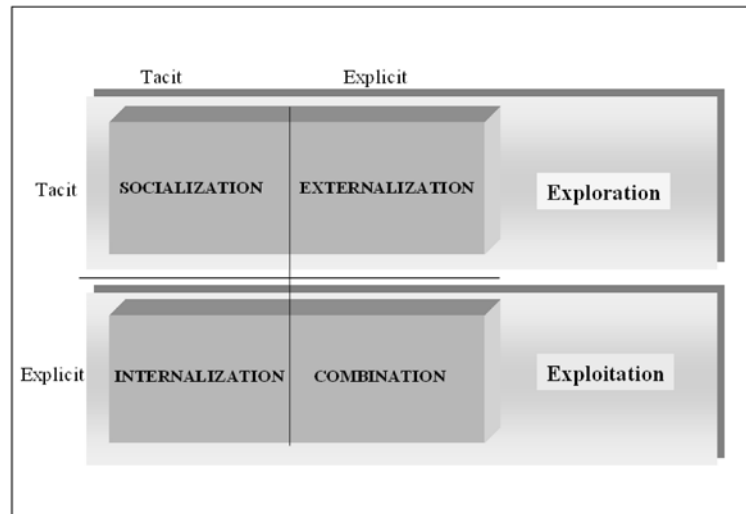 Tacit Explicit
Tacit SOCIALIZATION EXTERNALIZATION Exploration
Explicit INTERNALIZATION COMBINATION Exploitation